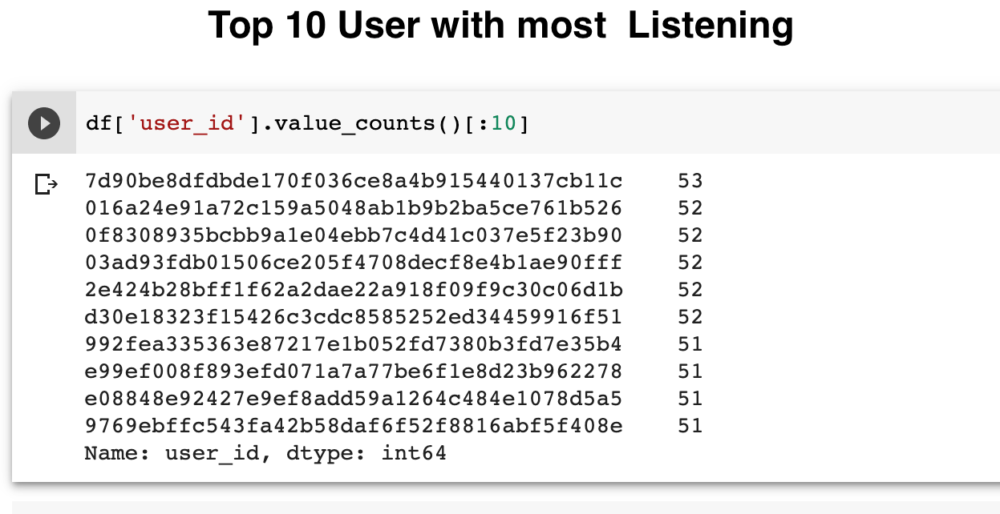 Top 10 User with most  Listening
df['user_id'].value_counts()[:10]
7d90be8dfdbde170f036ce8a4b915440137cb11c    53
016a24e91a72c159a5048ab1b9b2ba5ce761b526    52
0f8308935bcbb9a1e04ebb7c4d41c037e5f23b90    52
03ad93fdb01506ce205f4708decf8e4b1ae90fff    52
2e424b28bff1f62a2dae22a918f09f9c30c06d1b    52
d30e18323f15426c3cdc8585252ed34459916f51    52
992fea335363e87217e1b052fd7380b3fd7e35b4    51
e99ef008f893efd071a7a77be6f1e8d23b962278    51
e08848e92427e9ef8add59a1264c484e1078d5a5    51
9769ebffc543fa42b58daf6f52f8816abf5f408e    51
Name: user_id, dtype: int64